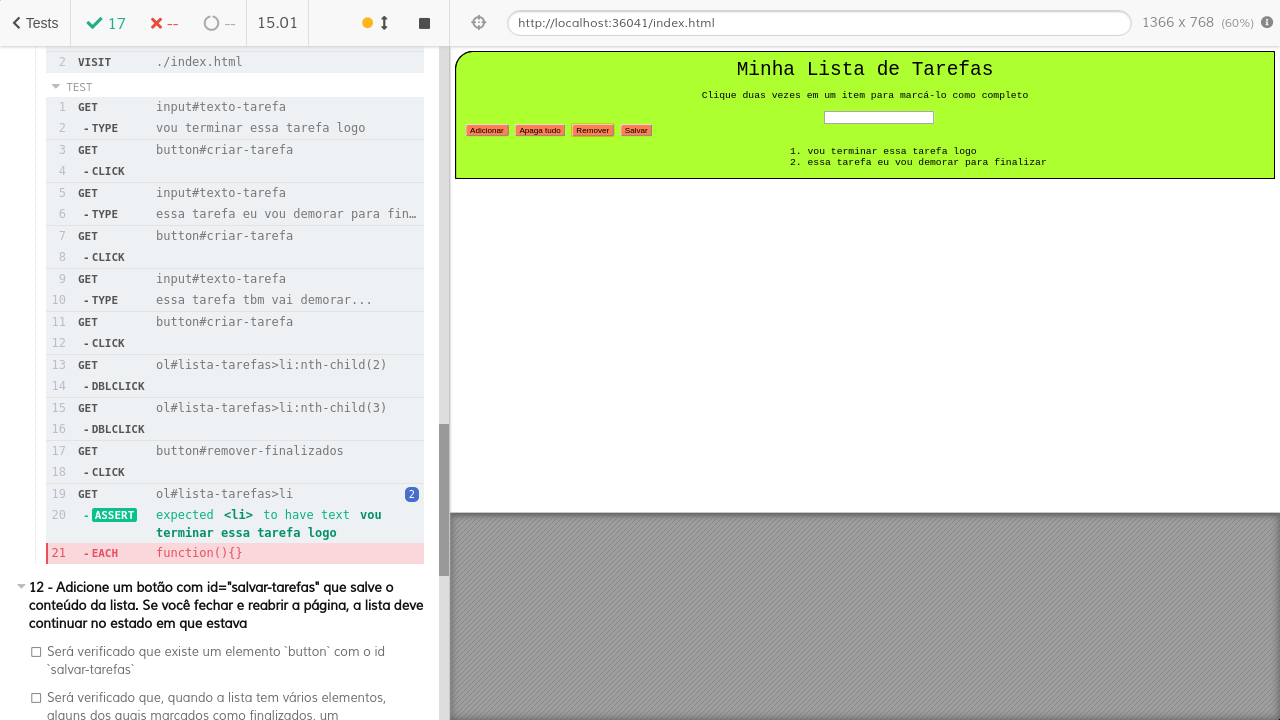 Tests 17 -- -- 15.01
http://localhost:36041/index.html 1366 x 768 (60%)
2 VISIT ./index.html
TEST
1 GET input#texto-tarefa
2 -TYPE vou terminar essa tarefa logo
3 GET button#criar-tarefa
4 -CLICK
5 GET input#texto-tarefa
6 -TYPE essa tarefa eu vou demorar para fin…
7 GET button#criar-tarefa
8 -CLICK
9 GET input#texto-tarefa
10 -TYPE essa tarefa tbm vai demorar...
11 GET button#criar-tarefa
12 -CLICK
13 GET ol#lista-tarefas>li:nth-child(2)
14 -DBLCLICK
15 GET ol#lista-tarefas>li:nth-child(3)
16 -DBLCLICK
17 GET button#remover-finalizados
18 -CLICK
19 GET ol#lista-tarefas>li 2
20 -ASSERT expected <li> to have text vou
terminar essa tarefa logo
21 -EACH function(){}
12 - Adicione um botão com id="salvar-tarefas" que salve o
conteúdo da lista. Se você fechar e reabrir a página, a lista deve
continuar no estado em que estava
Será verificado que existe um elemento `button` com o id
`salvar-tarefas`
Será verificado que, quando a lista tem vários elementos,
alguns dos quais marcados como finalizados, um
Minha Lista de Tarefas
Clique duas vezes em um item para marcá-lo como completo
Adicionar Apaga tudo Remover Salvar
1. vou terminar essa tarefa logo
2. essa tarefa eu vou demorar para finalizar